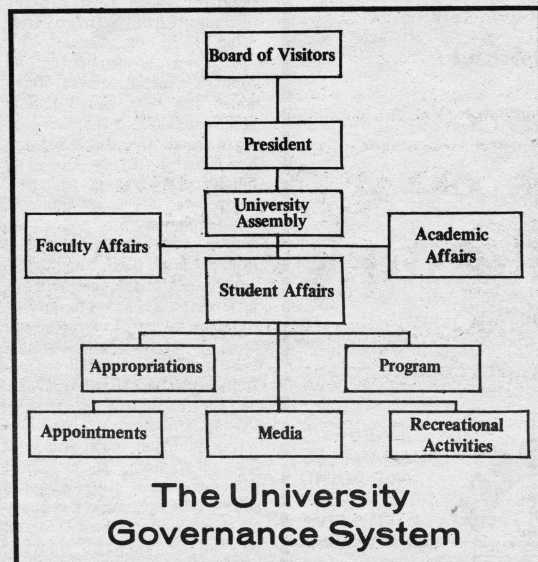 Board of Visitors
President
University
Assembly
Faculty Affairs
Academic
Affairs
Student Affairs
Appropriations
Program
Appointments
Media
Recreational
Activities
The University
Governance System